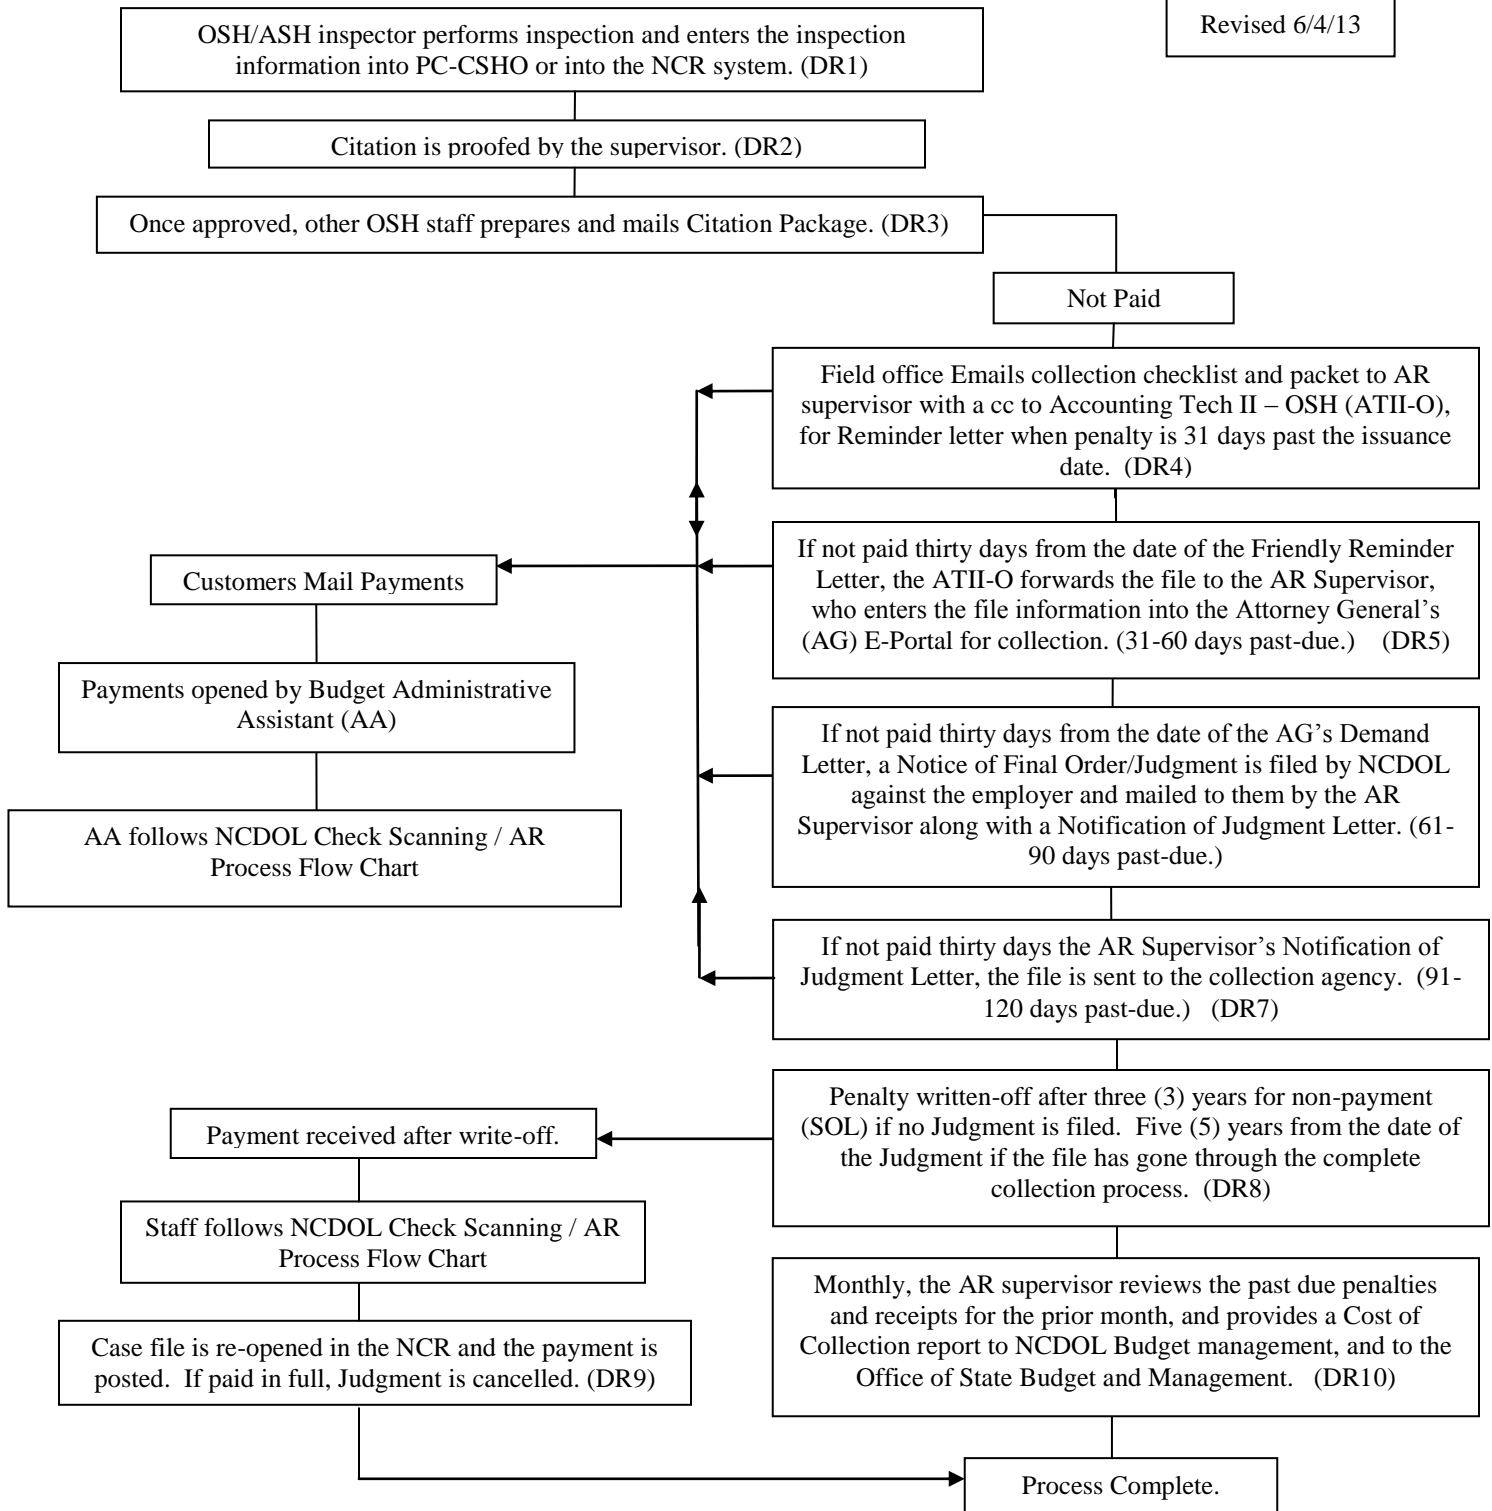 Revised 6/4/13
OSH/ASH inspector performs inspection and enters the inspection
information into PC-CSHO or into the NCR system. (DR1)
Citation is proofed by the supervisor. (DR2)
Once approved, other OSH staff prepares and mails Citation Package. (DR3)
Not Paid
Field office Emails collection checklist and packet to AR
supervisor with a cc to Accounting Tech II – OSH (ATII-O),
for Reminder letter when penalty is 31 days past the issuance
date. (DR4)
If not paid thirty days from the date of the Friendly Reminder
Letter, the ATII-O forwards the file to the AR Supervisor,
who enters the file information into the Attorney General’s
(AG) E-Portal for collection. (31-60 days past-due.) (DR5)
Customers Mail Payments
Payments opened by Budget Administrative
Assistant (AA)
AA follows NCDOL Check Scanning / AR
Process Flow Chart
If not paid thirty days from the date of the AG’s Demand
Letter, a Notice of Final Order/Judgment is filed by NCDOL
against the employer and mailed to them by the AR
Supervisor along with a Notification of Judgment Letter. (61-
90 days past-due.)
If not paid thirty days the AR Supervisor’s Notification of
Judgment Letter, the file is sent to the collection agency. (91-
120 days past-due.) (DR7)
Penalty written-off after three (3) years for non-payment
(SOL) if no Judgment is filed. Five (5) years from the date of
the Judgment if the file has gone through the complete
collection process. (DR8)
Payment received after write-off.
Staff follows NCDOL Check Scanning / AR
Process Flow Chart
Case file is re-opened in the NCR and the payment is
posted. If paid in full, Judgment is cancelled. (DR9)
Monthly, the AR supervisor reviews the past due penalties
and receipts for the prior month, and provides a Cost of
Collection report to NCDOL Budget management, and to the
Office of State Budget and Management. (DR10)
Process Complete.